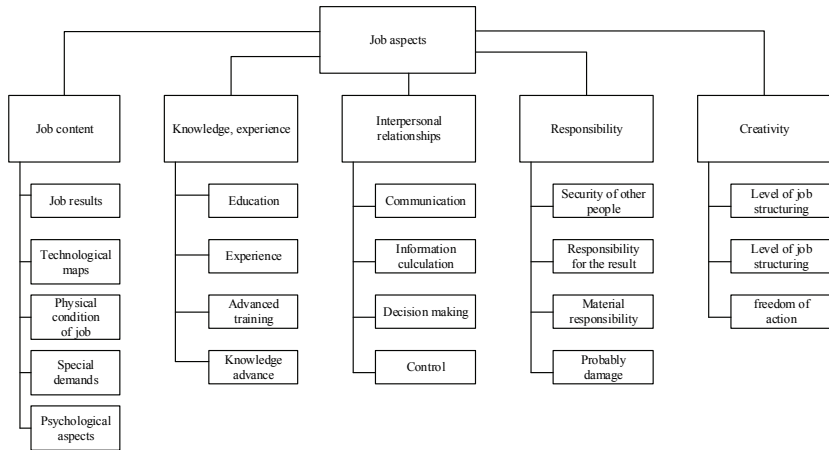 Job aspects
Job content
Knowledge, experience
Interpersonal
relationships
Responsibility
Creativity
Job results
Technological
maps
Physical
condition
of job
Special
demands
Psychological
aspects
Education
Experience
Advanced
training
Knowledge
advance
Communication
Information
culculation
Decision making
Control
Security of other
people
Responsibility
for the result
Material
responsibility
Probably
damage
Level of job
structuring
Level of job
structuring
freedom of
action